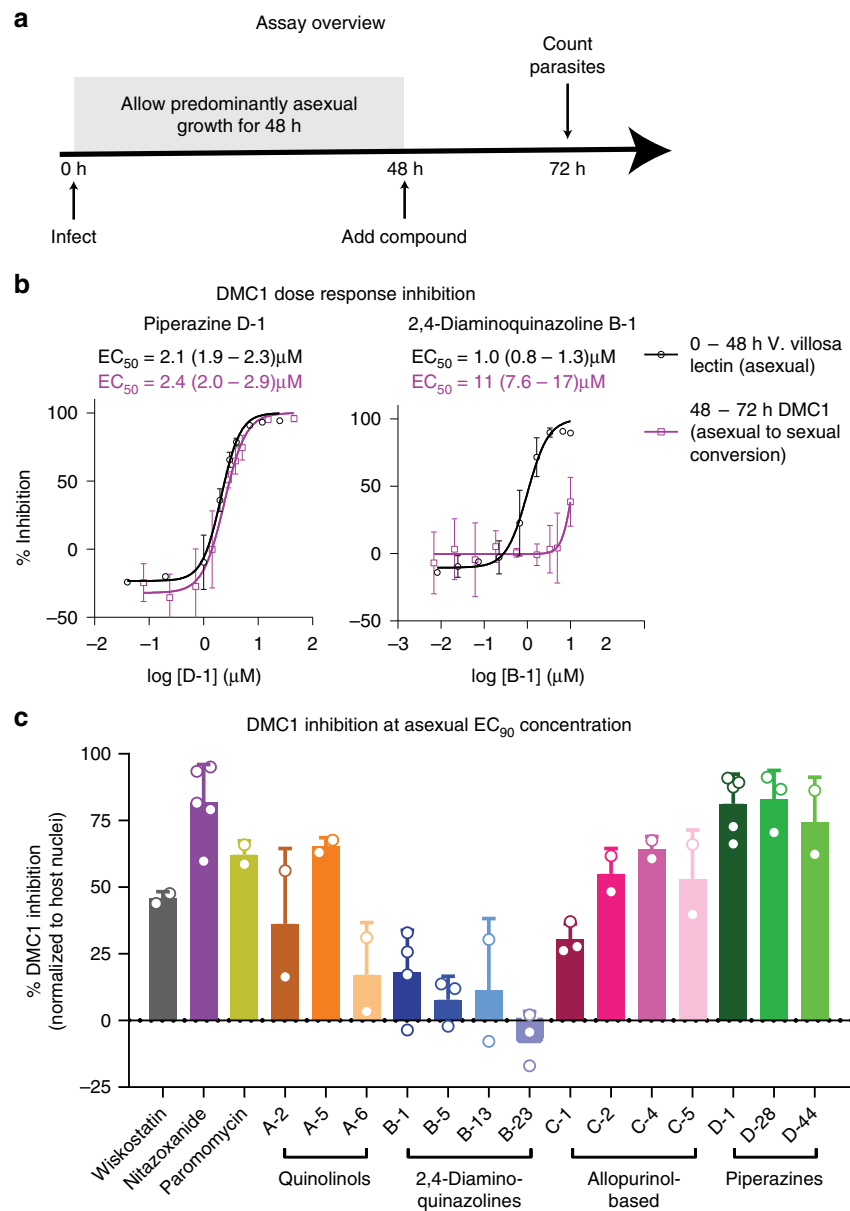 a
Assay overview
Count
parasites
Allow predominantly asexual
growth for 48 h
0 h
48 h
72 h
Infect
Add compound
b
DMC1 dose response inhibition
Piperazine D-1
EC50 = 2.1 (1.9 – 2.3)μM
EC50 = 2.4 (2.0 – 2.9)μM
2,4-Diaminoquinazoline B-1
EC50 = 1.0 (0.8 – 1.3)μM
EC50 = 11 (7.6 – 17)μM
0 – 48 h V. villosa
lectin (asexual)
48 – 72 h DMC1
(asexual to sexual
conversion)
% Inhibition
100
50
0
–50
–2
–1
0
1
2
log [D-1] (μM)
100
50
0
–50
–3
–2
–1
0
1
2
log [B-1] (μM)
c
DMC1 inhibition at asexual EC90 concentration
% DMC1 inhibition
(normalized to host nuclei)
100
75
50
25
0
–25
Wiskostatin
Nitazoxanide
Paromomycin
A-2
A-5
A-6
B-1
B-5
B-13
B-23
C-1
C-2
C-4
C-5
D-1
D-28
D-44
Quinolinols
2,4-Diamino-
quinazolines
Allopurinol-
based
Piperazines